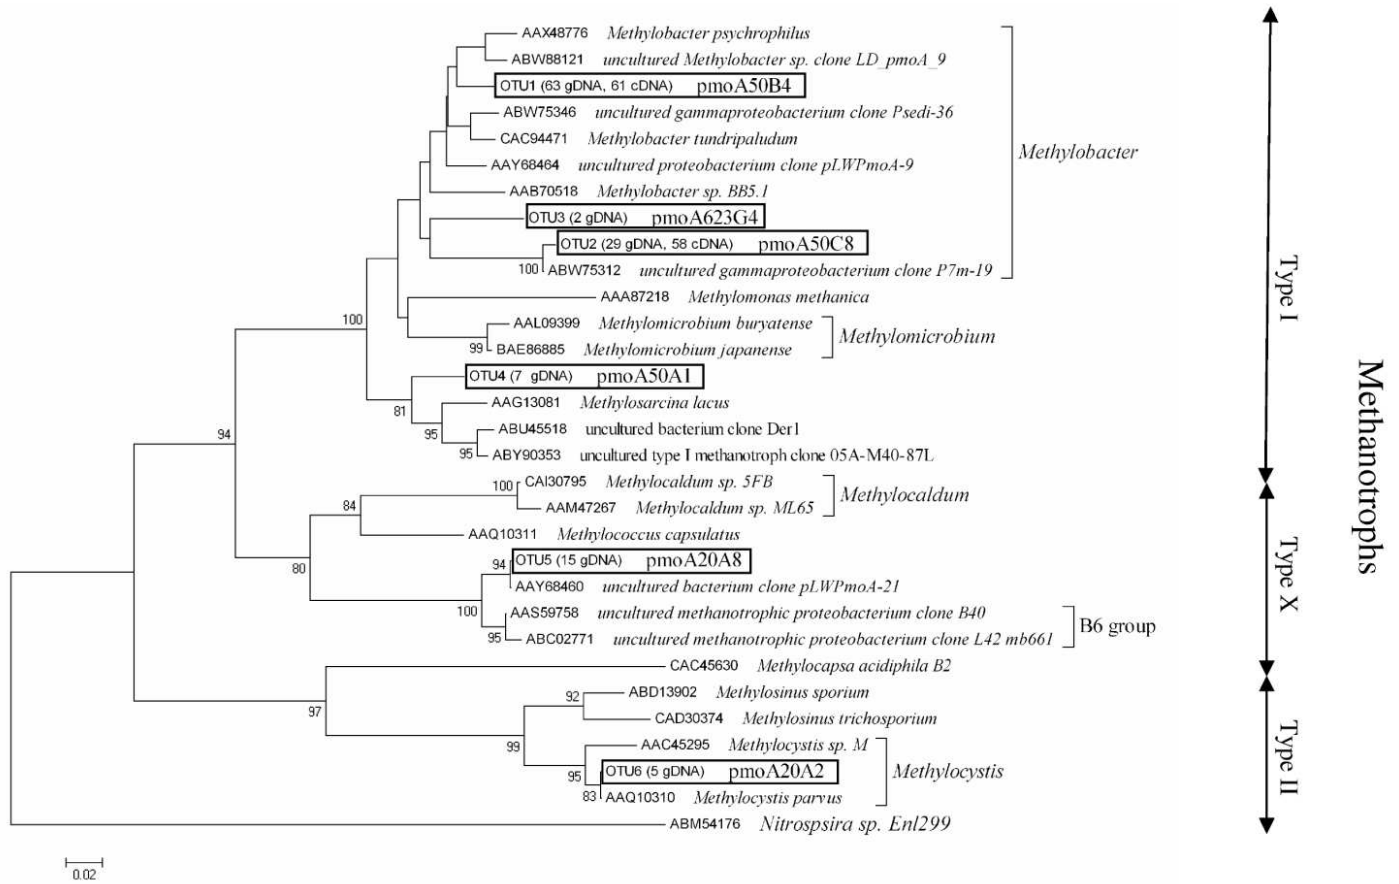 AAX48776 Methylobacter psychrophilus
ABW88121 uncultured Methylobacter sp. clone LD_pmoA_9
OTU1 (63 gDNA, 61 cDNA) pmoA50B4
ABW75346 uncultured gammaproteobacterium clone Psedi-36
CAC94471 Methylobacter tundripaludum
Methylobacter
AAY68464 uncultured proteobacterium clone pLWPmoA-9
AAB70518 Methylobacter sp. BB5.1
OTU3 (2 gDNA) pmoA623G4
OTU2 (29 gDNA, 58 cDNA) pmoA50C8
100 ABW75312 uncultured gammaproteobacterium clone P7m-19
Type I
AAA87218 Methylomonas methanica
100
AAL09399 Methylomicrobium buryatense
Methylomicrobium
99 BAE86885 Methylomicrobium japanense
OTU4 (7 gDNA) pmoA50A1
AAG13081 Methylosarcina lacus
81
ABU45518 uncultured bacterium clone Der1
94
95
95 ABY90353 uncultured type I methanotroph clone 05A-M40-87L
Methanotrophs
100 CAI30795 Methylocaldum sp. 5FB
Methylocaldum
84
AAM47267 Methylocaldum sp. ML65
AAQ10311 Methylococcus capsulatus
OTU5 (15 gDNA) pmoA20A8
94
80
Type X
AAY68460 uncultured bacterium clone pLWPmoA-21
100
AAS59758 uncultured methanotrophic proteobacterium clone B40
B6 group
95 ABC02771 uncultured methanotrophic proteobacterium clone L42 mb661
CAC45630 Methylocapsa acidiphila B2
92 ABD13902 Methylosinus sporium
97
CAD30374 Methylosinus trichosporium
99
AAC45295 Methylocystis sp. M
Type II
OTU6 (5 gDNA) pmoA20A2
Methylocystis
95
83 AAQ10310 Methylocystis parvus
ABM54176 Nitrospsira sp. Enl299
0.02